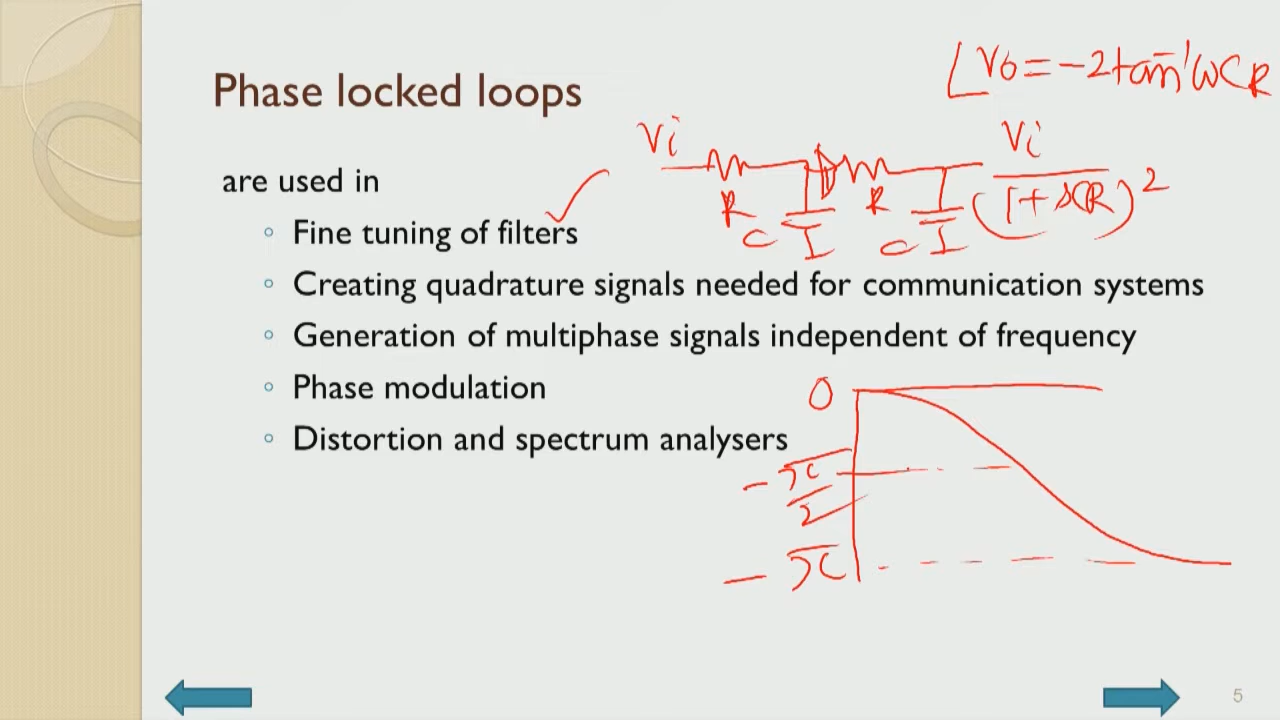 ∠Vo = -2tan⁻¹ωCR
Phase locked loops
Vi
Vi
(1+sCR)²
R
C
R
C
are used in
Fine tuning of filters
Creating quadrature signals needed for communication systems
Generation of multiphase signals independent of frequency
Phase modulation
0
Distortion and spectrum analysers
-π/2
-π
5